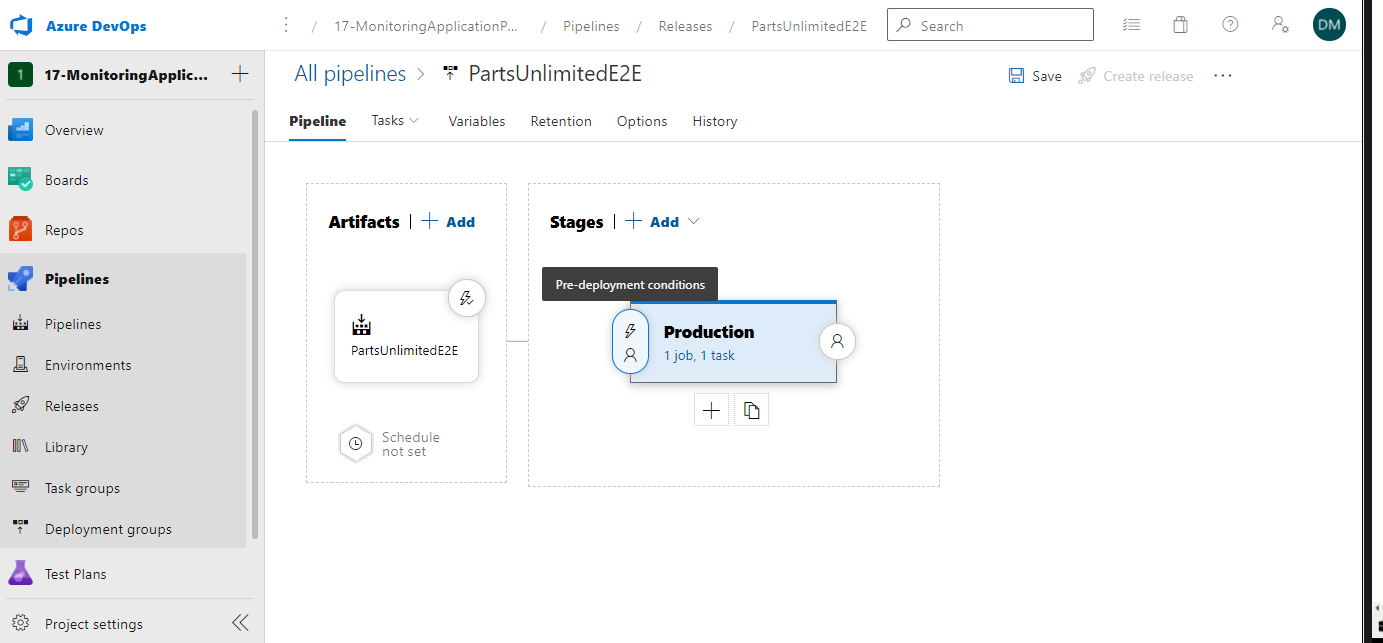 Azure DevOps
/ 17-MonitoringApplicationP... / Pipelines / Releases / PartsUnlimitedE2E
Search
DM
1 17-MonitoringApplic...
All pipelines > PartsUnlimitedE2E
Save
Create release
Pipeline
Tasks
Variables
Retention
Options
History
Overview
Boards
Repos
Pipelines
Pipelines
Environments
Releases
Library
Task groups
Deployment groups
Test Plans
Project settings
Artifacts | + Add
Stages | + Add
Pre-deployment conditions
PartsUnlimitedE2E
Production
1 job, 1 task
Schedule
not set